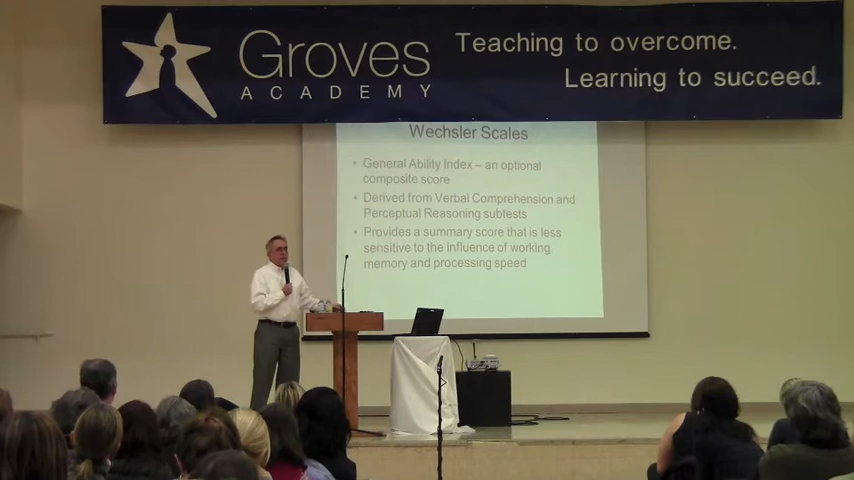 Groves
ACADEMY
Teaching to overcome.
Learning to succeed.
Wechsler Scales
• General Ability Index – an optional
composite score
• Derived from Verbal Comprehension and
Perceptual Reasoning subtests
• Provides a summary score that is less
sensitive to the influence of working
memory and processing speed